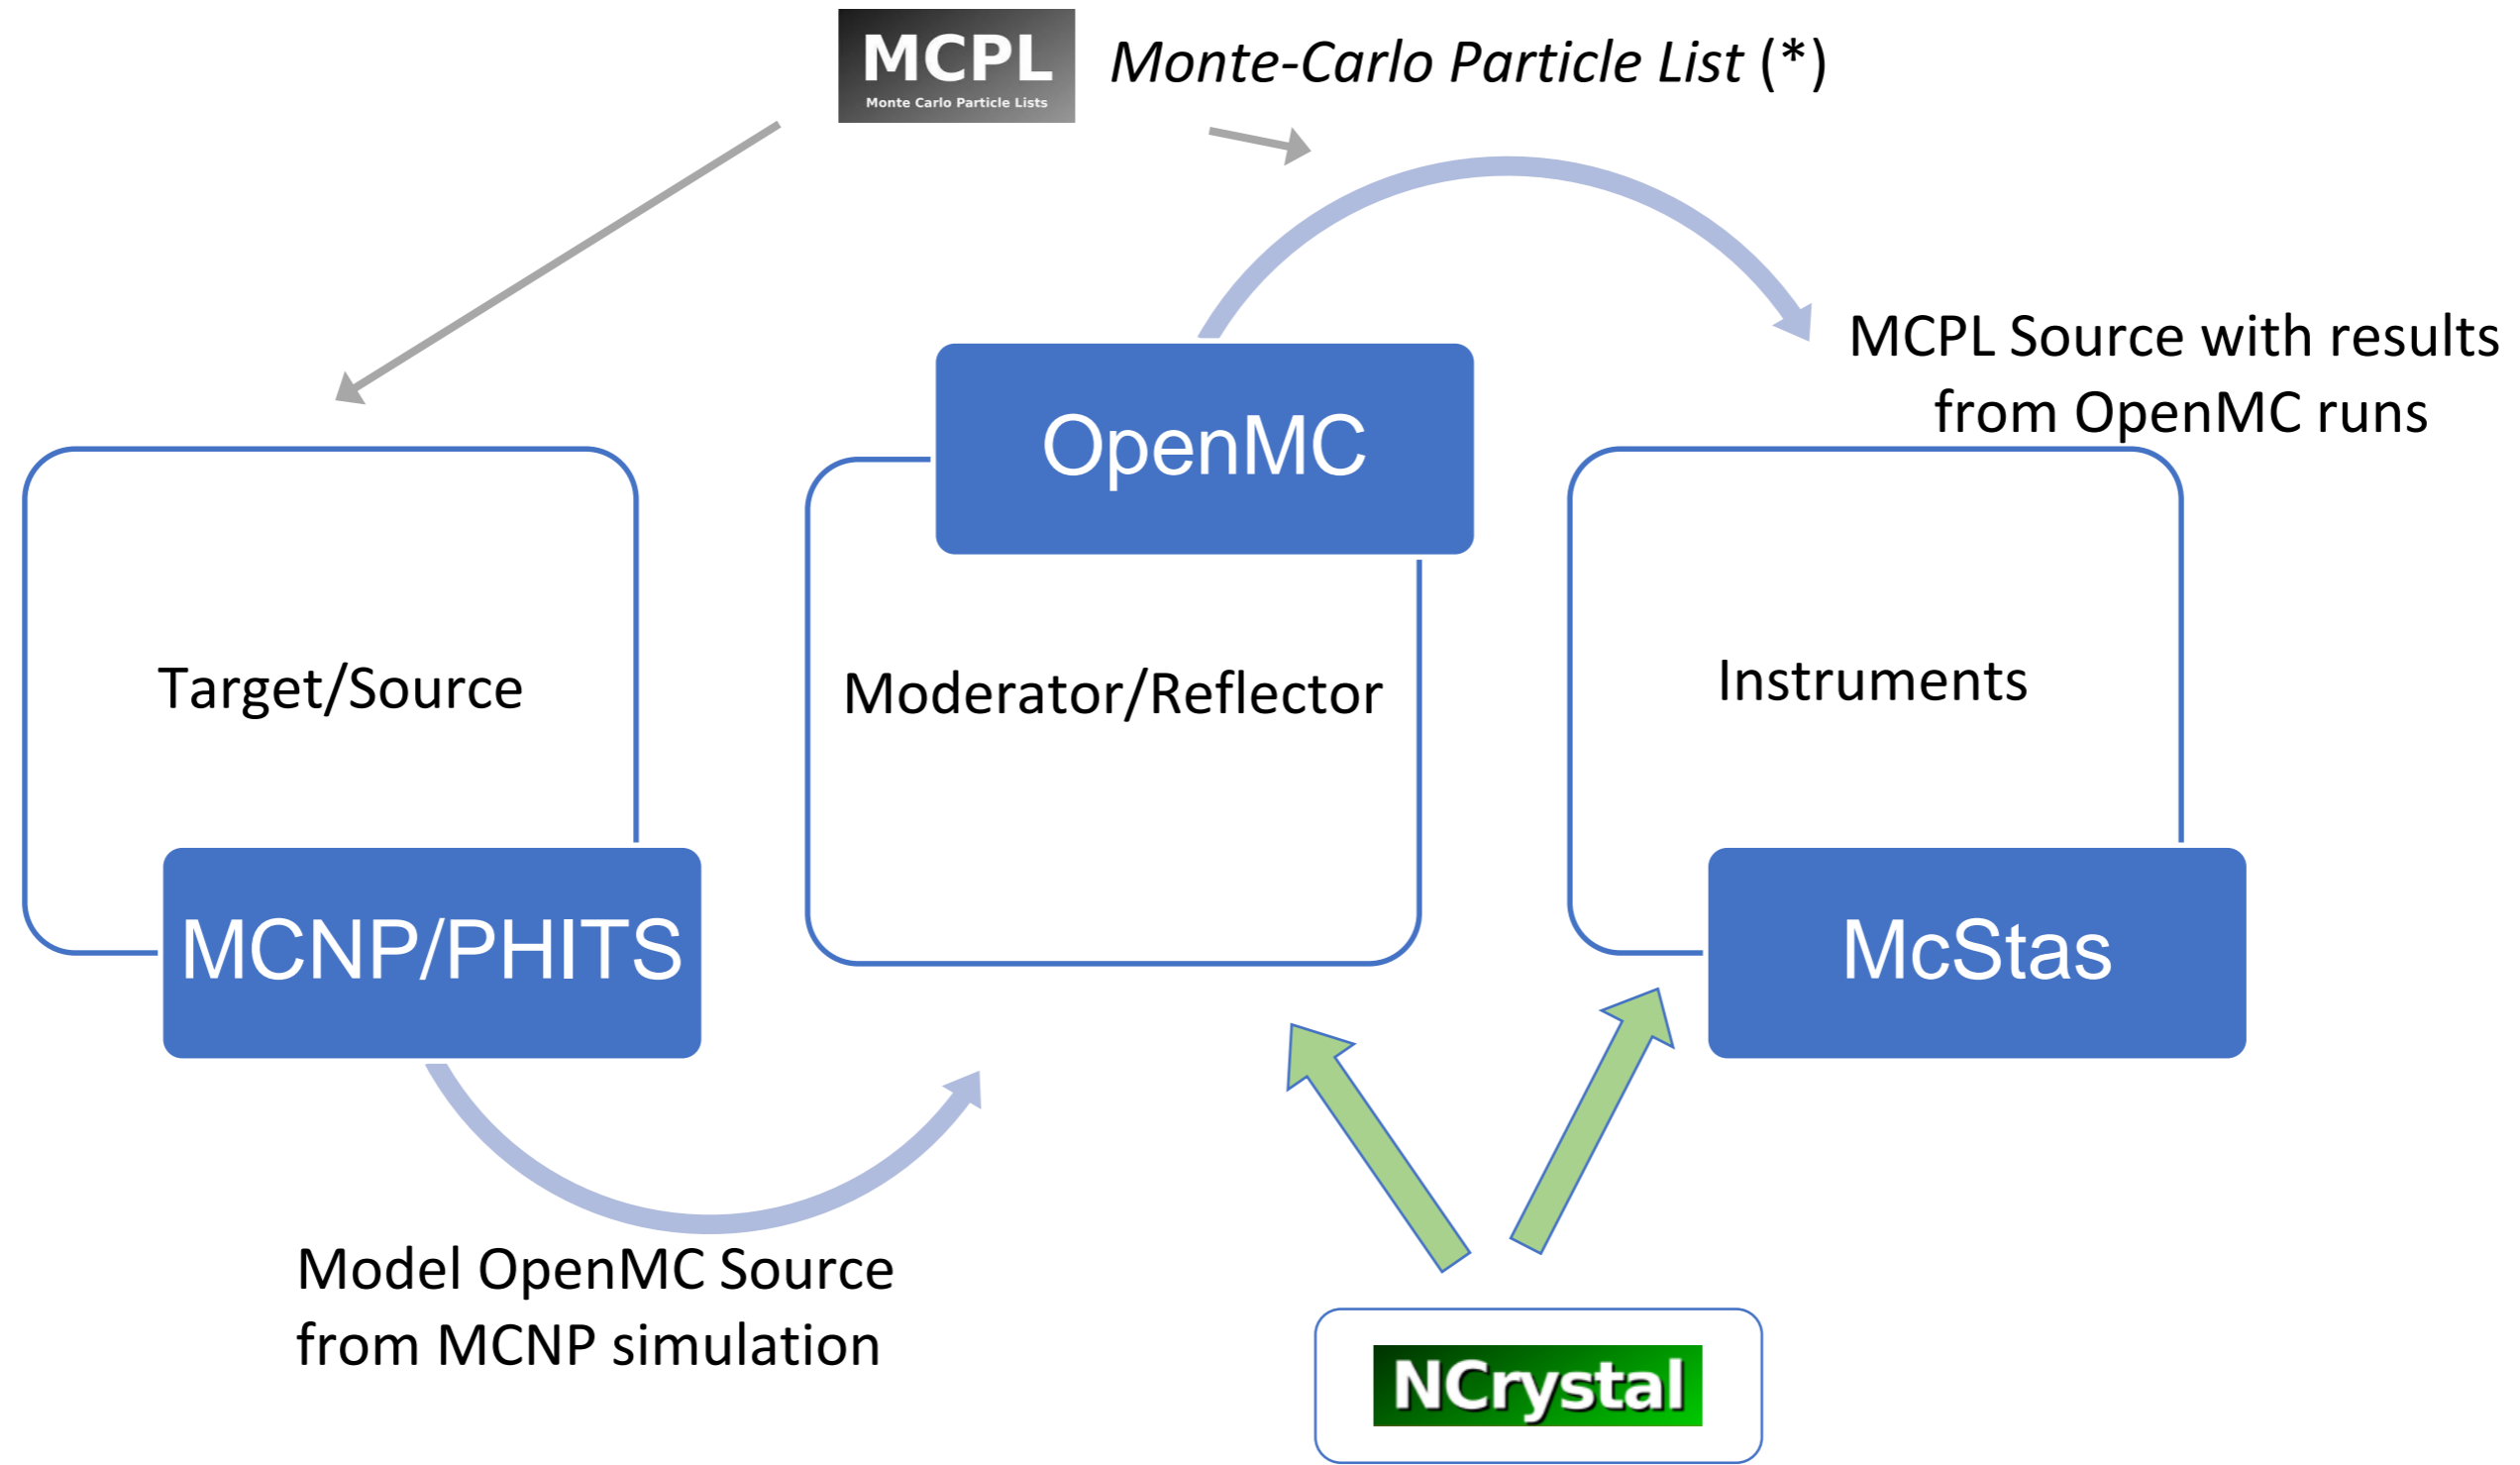 MCPL
Monte Carlo Particle Lists
Monte-Carlo Particle List (*)
MCPL Source with results
from OpenMC runs
OpenMC
Target/Source
Moderator/Reflector
Instruments
MCNP/PHITS
McStas
Model OpenMC Source
from MCNP simulation
NCrystal